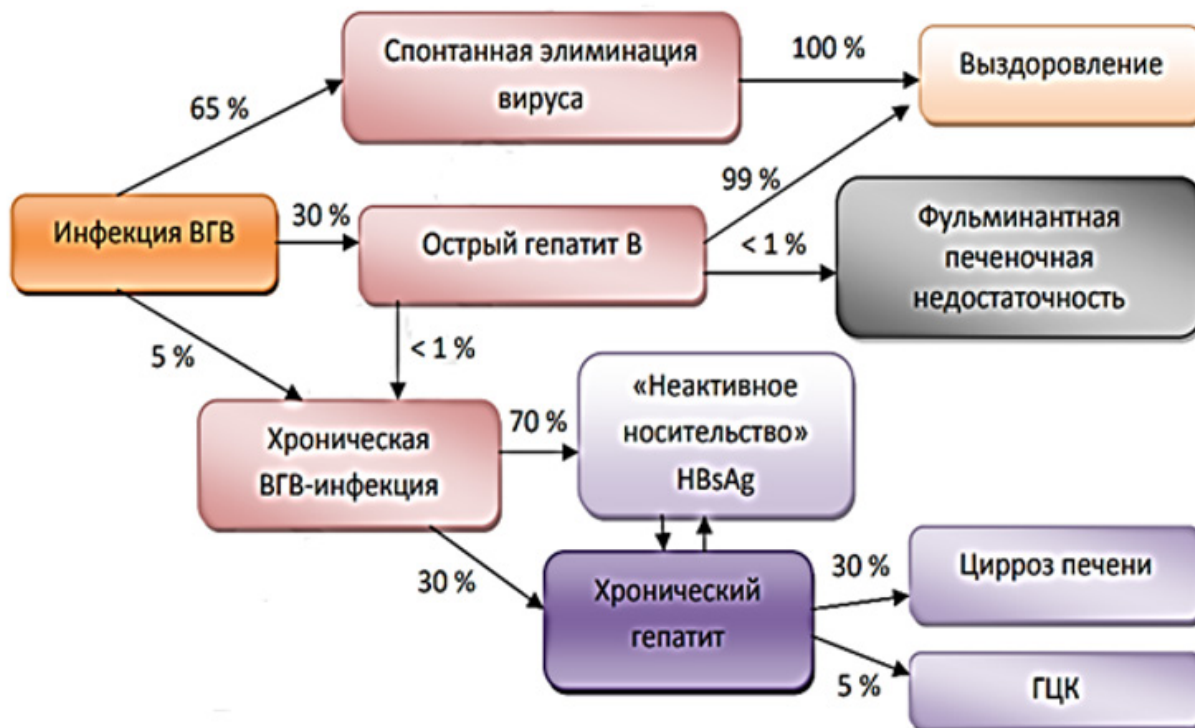 Спонтанная элиминация
вируса
100 %
Выздоровление
65 %
99 %
Инфекция ВГВ
30 %
Острый гепатит В
< 1 %
Фульминантная
печеночная
недостаточность
5 %
< 1 %
Хроническая
ВГВ-инфекция
70 %
«Неактивное
носительство»
HBsAg
30 %
Хронический
гепатит
30 %
Цирроз печени
5 %
ГЦК